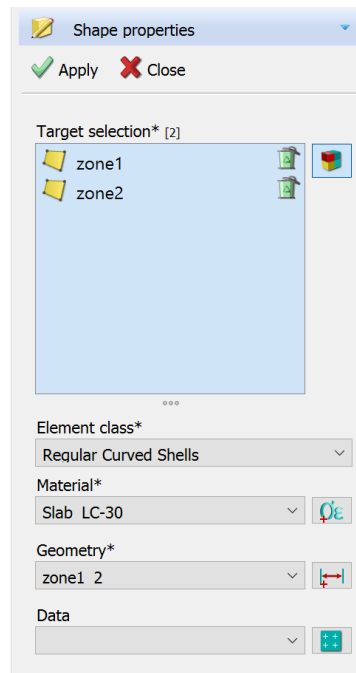 Shape properties
Apply Close
Target selection* [2]
zone1
zone2
Element class*
Regular Curved Shells
Material*
Slab LC-30
Geometry*
zone1 2
Data